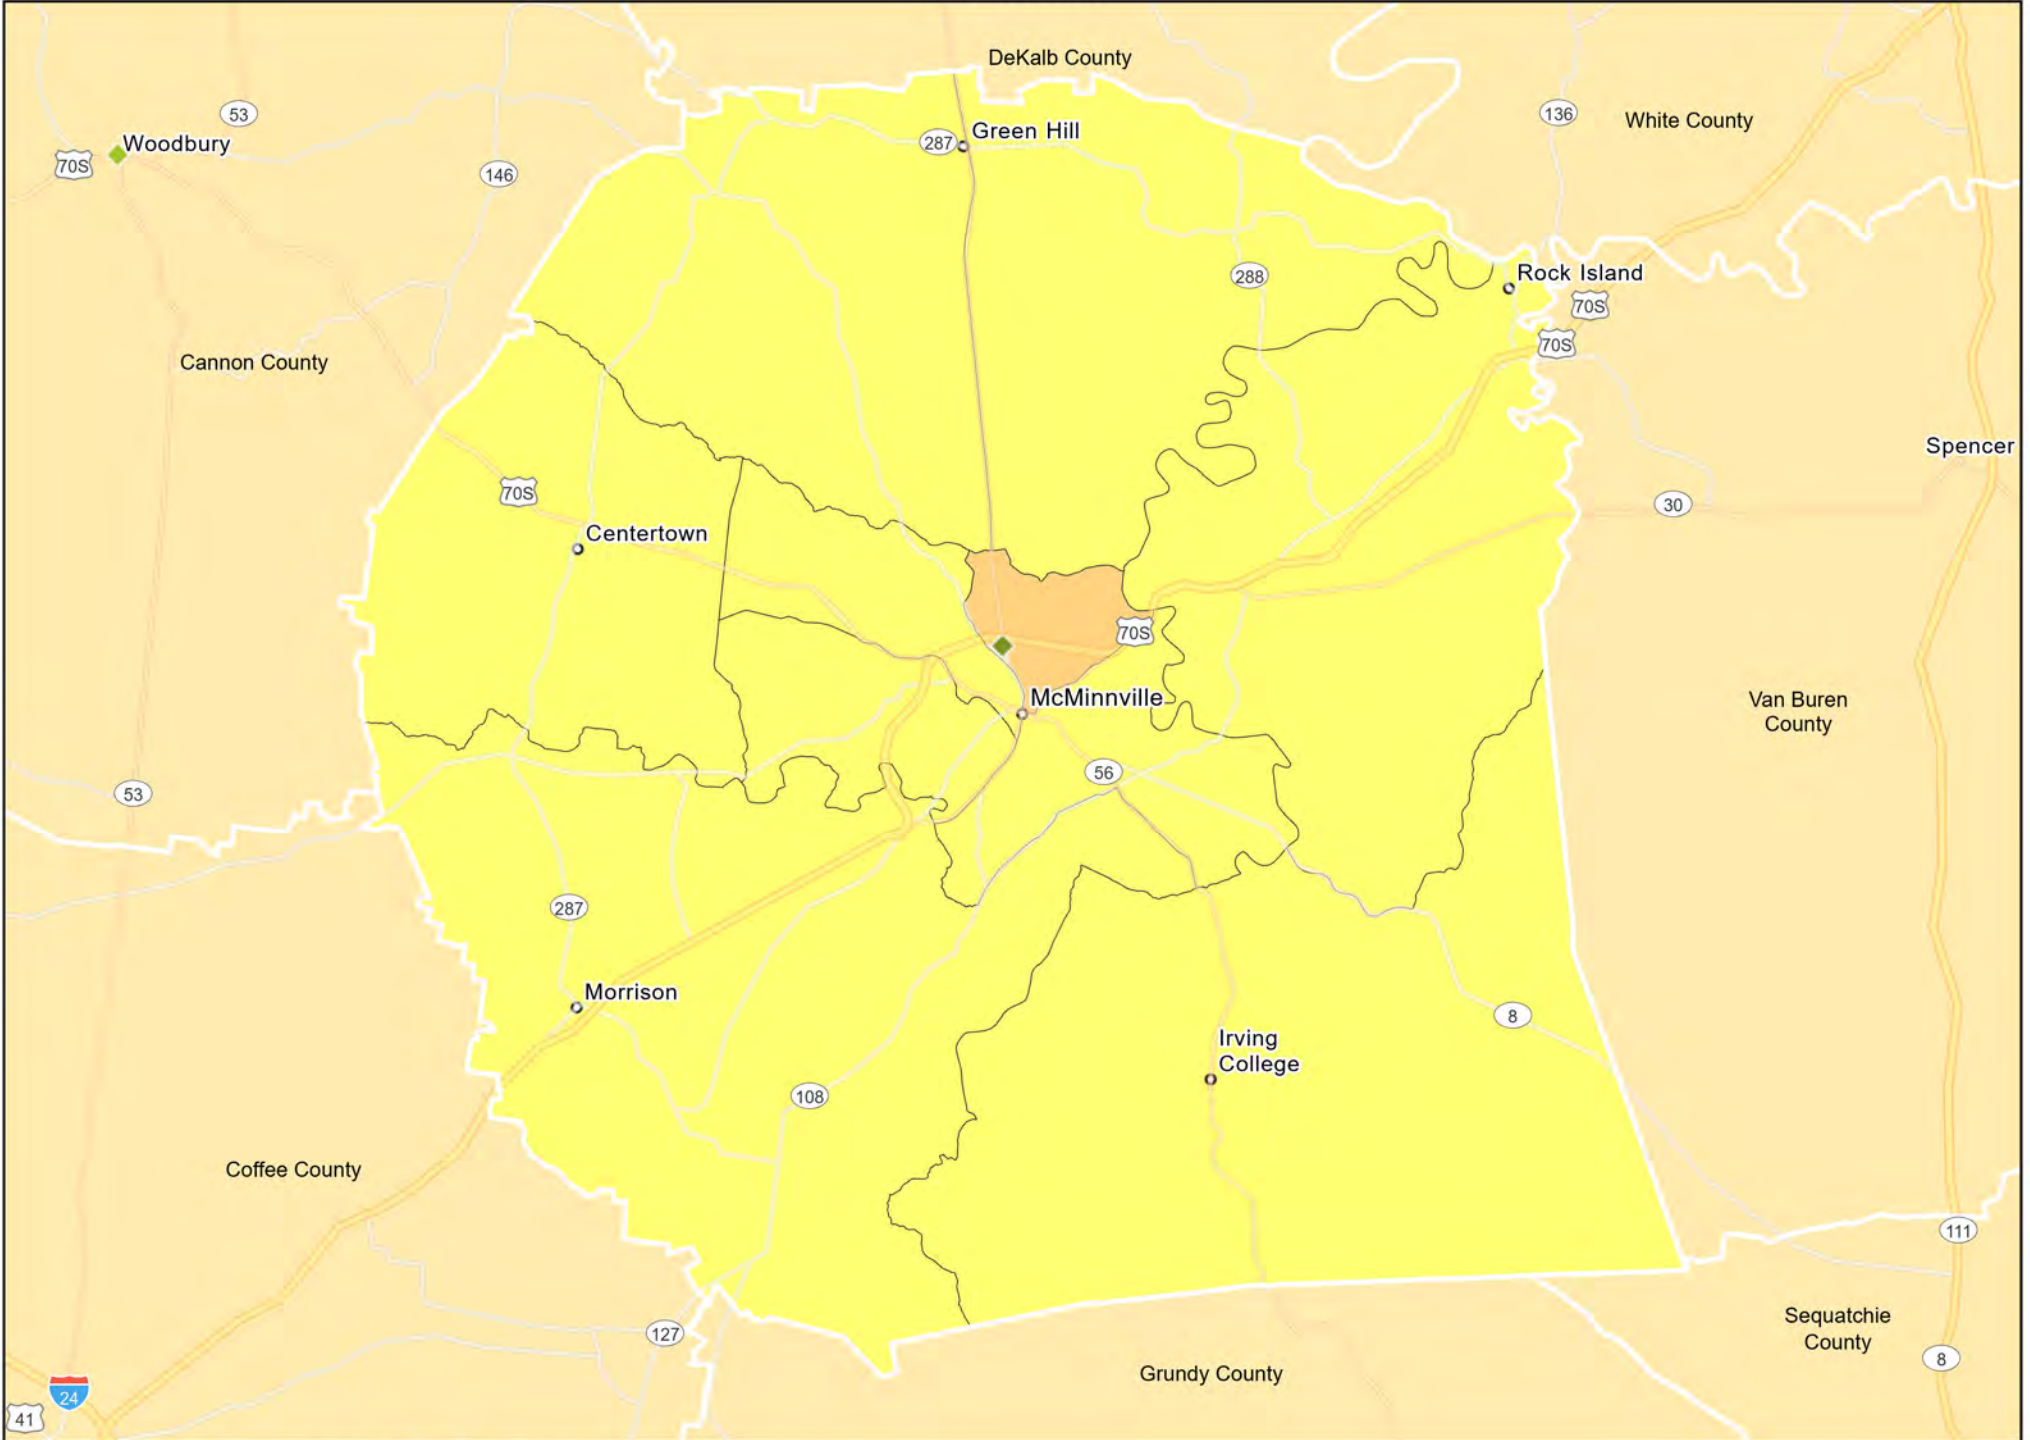 DeKalb County
53
136
White County
Green Hill
287
Woodbury
70S
146
Rock Island
288
70S
70S
Cannon County
Spencer
70S
30
Centertown
70S
McMinnville
Van Buren
County
56
53
287
Morrison
8
Irving
College
108
Coffee County
111
Sequatchie
County
127
8
Grundy County
24
41